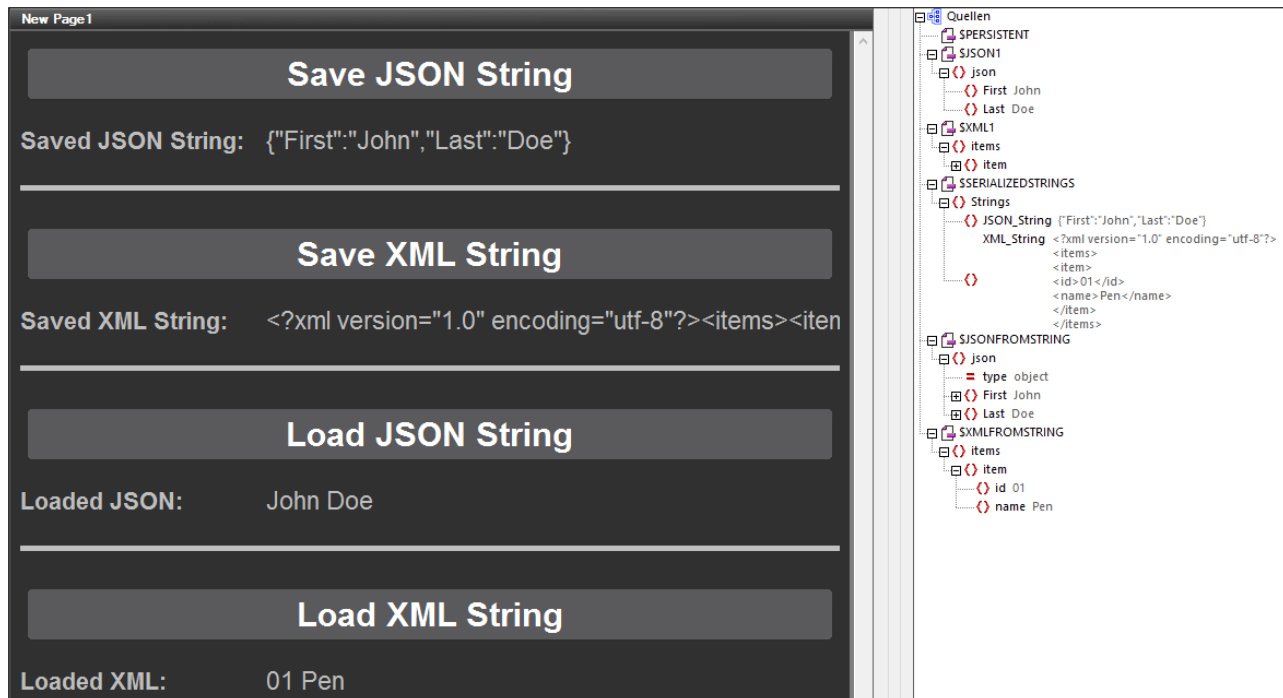 New Page1
Save JSON String
Saved JSON String: {"First":"John","Last":"Doe"}
Save XML String
Saved XML String: <?xml version="1.0" encoding="utf-8"?><items><iten
Load JSON String
Loaded JSON: John Doe
Load XML String
Loaded XML: 01 Pen
Quellen
$PERSISTENT
$JSON1
json
First John
Last Doe
$XML1
items
item
$SERIALIZEDSTRINGS
Strings
JSON_String {"First":"John","Last":"Doe"}
XML_String <?xml version="1.0" encoding="utf-8"?>
<items>
<item>
<id>01</id>
<name>Pen</name>
</item>
</items>
$JSONFROMSTRING
json
type object
First John
Last Doe
$XMLFROMSTRING
items
item
id 01
name Pen